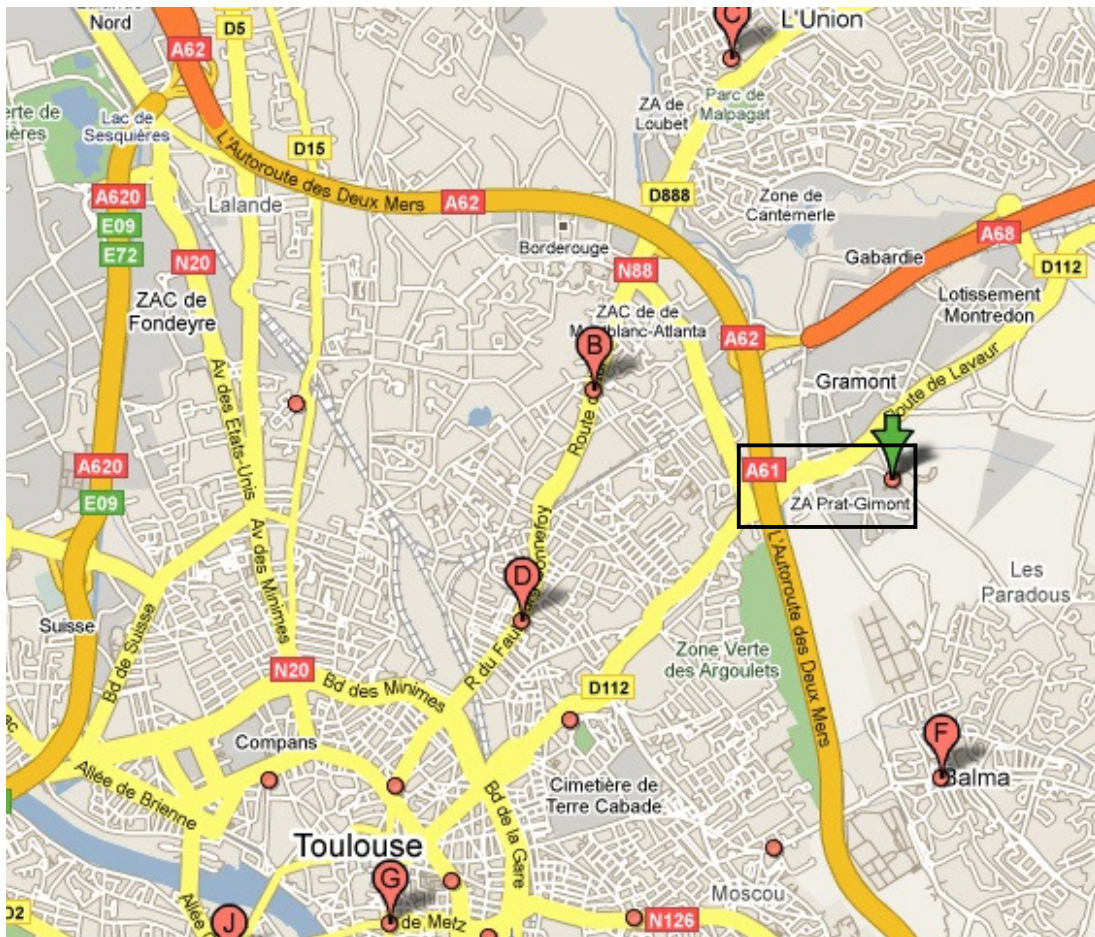 Nord
A62
D5
C
L'Union
erte de
ières
Lac de
Sesquières
D15
L'Autoroute des Deux Mers
ZA de
Loubet
Parc de
Malpagat
A620
E09
E72
Lalande
A62
D888
Zone de
Cantemerle
A68
N20
Borderouge
N88
Gabardie
D112
ZAC de
Fondeyre
ZAC de de
Lotissement
Montredon
B
A62
Gramont
Route de Lavaur
Av des Etats-Unis
Route d
A620
E09
A61
ZA Prat-Gimont
Av des Minimes
onnefoy
L'Autoroute des Deux Mers
D
Les
Paradous
Suisse
Bd de Suisse
R du Fau
Zone Verte
des Argoulets
N20
Bd des Minimes
D112
Compans
F
Balma
Allée de Brienne
Cimetière de
Terre Cabade
Bd de la Gare
Toulouse
G
Moscou
J
Allée
de Metz
N126
D2